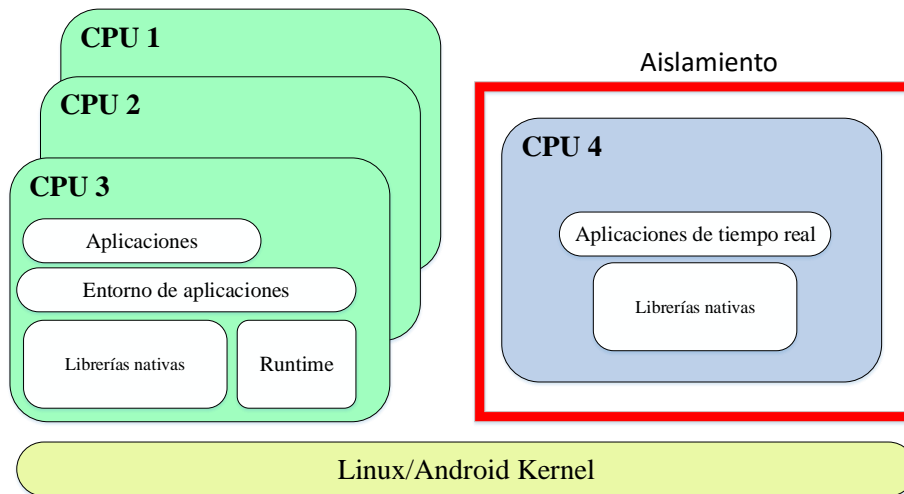 CPU 1
CPU 2
CPU 3
Aplicaciones
Entorno de aplicaciones
Librerías nativas
Runtime
Aislamiento
CPU 4
Aplicaciones de tiempo real
Librerías nativas
Linux/Android Kernel